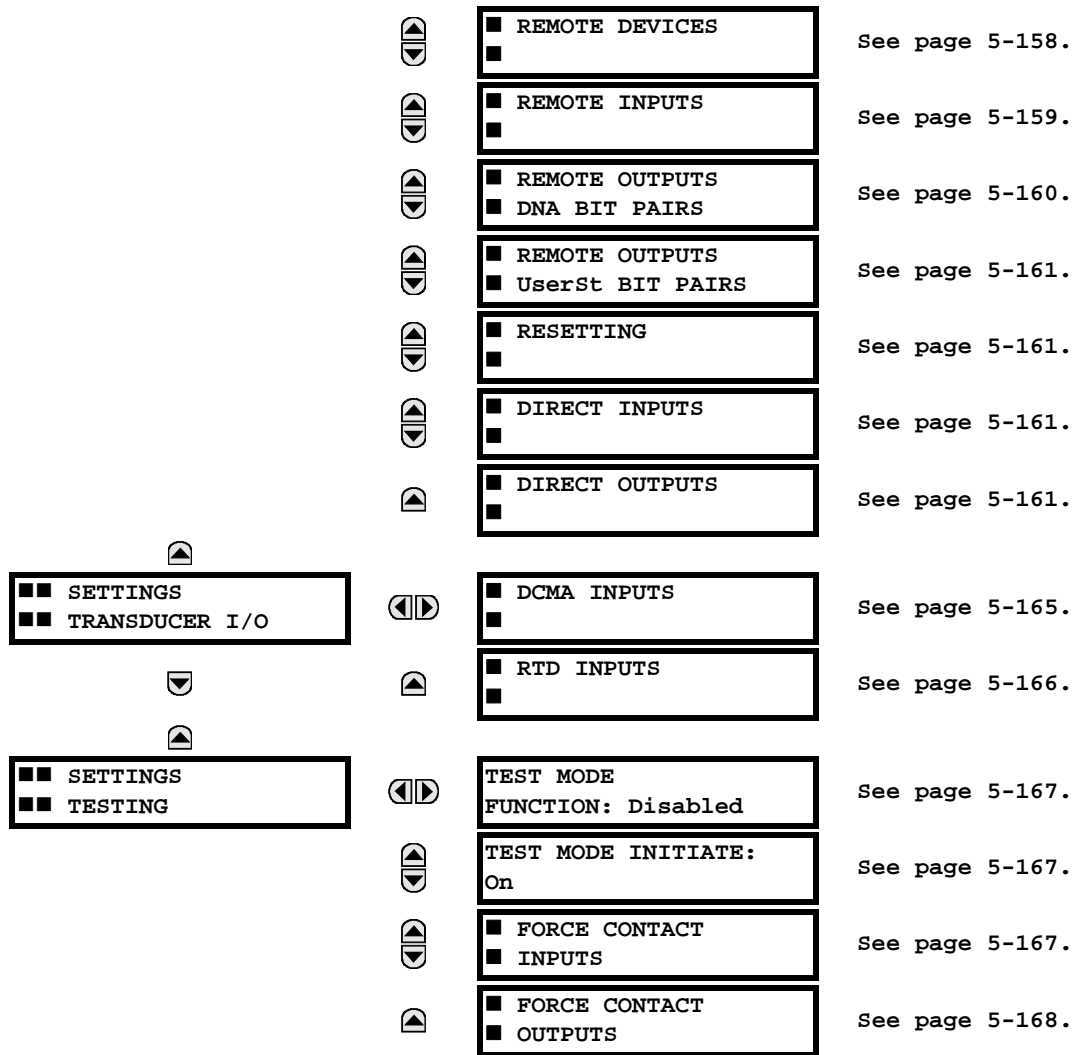 ■ REMOTE DEVICES
■
See page 5-158.
■ REMOTE INPUTS
■
See page 5-159.
■ REMOTE OUTPUTS
■ DNA BIT PAIRS
See page 5-160.
■ REMOTE OUTPUTS
■ UserSt BIT PAIRS
See page 5-161.
■ RESETTING
■
See page 5-161.
■ DIRECT INPUTS
■
See page 5-161.
■ DIRECT OUTPUTS
■
See page 5-161.
■■ SETTINGS
■■ TRANSDUCER I/O
■ DCMA INPUTS
■
See page 5-165.
■ RTD INPUTS
■
See page 5-166.
■■ SETTINGS
■■ TESTING
TEST MODE
FUNCTION: Disabled
See page 5-167.
TEST MODE INITIATE:
On
See page 5-167.
■ FORCE CONTACT
■ INPUTS
See page 5-167.
■ FORCE CONTACT
■ OUTPUTS
See page 5-168.